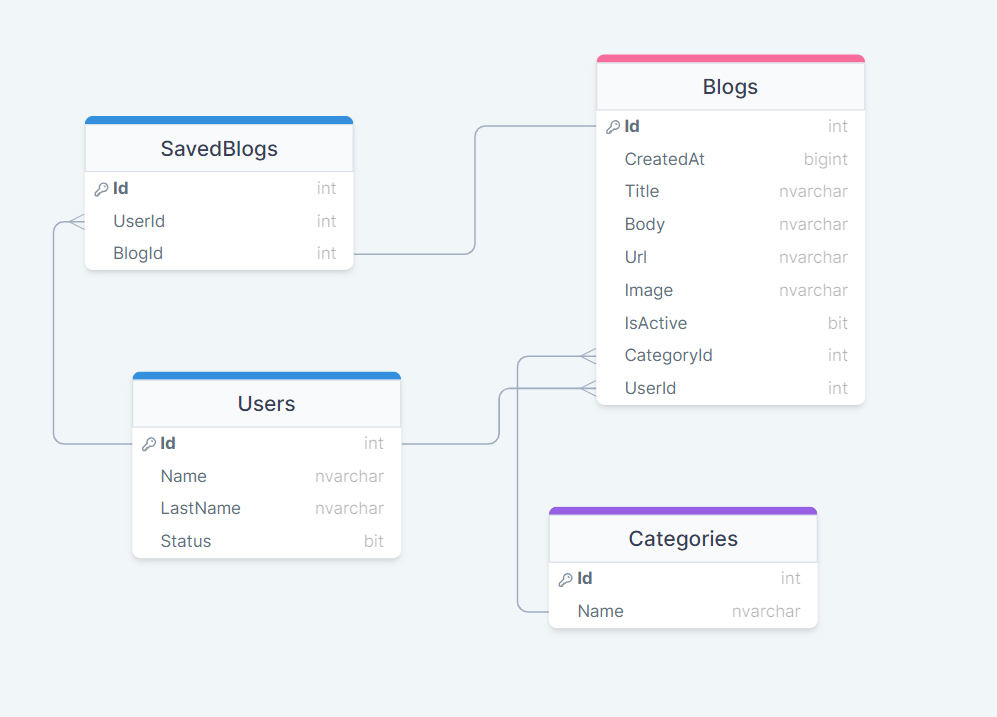 SavedBlogs
Id int
UserId int
BlogId int
Blogs
Id int
CreatedAt bigint
Title nvarchar
Body nvarchar
Url nvarchar
Image nvarchar
IsActive bit
CategoryId int
UserId int
Users
Id int
Name nvarchar
LastName nvarchar
Status bit
Categories
Id int
Name nvarchar